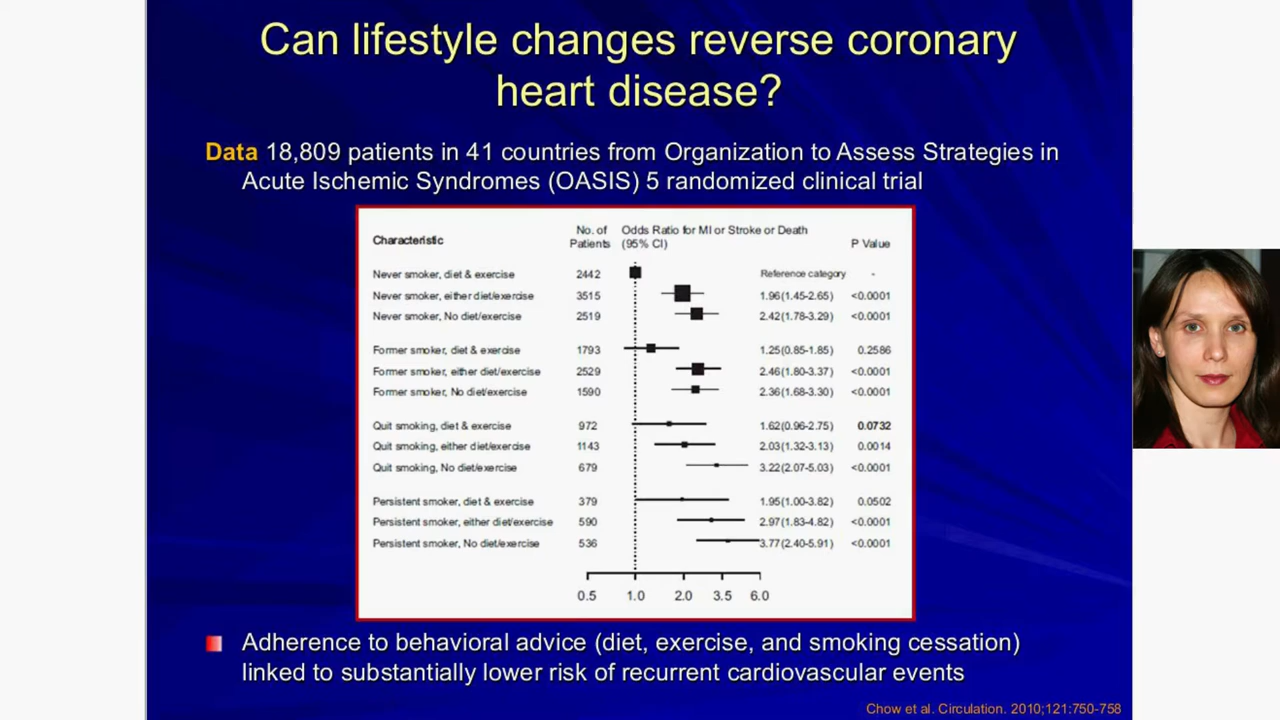 Can lifestyle changes reverse coronary
heart disease?
Data 18,809 patients in 41 countries from Organization to Assess Strategies in
Acute Ischemic Syndromes (OASIS) 5 randomized clinical trial
Characteristic No. of Patients Odds Ratio for MI or Stroke or Death (95% CI) P Value
Never smoker, diet & exercise 2442 Reference category -
Never smoker, either diet/exercise 3515 1.96(1.45-2.65) <0.0001
Never smoker, No diet/exercise 2519 2.42(1.78-3.29) <0.0001
Former smoker, diet & exercise 1793 1.25(0.85-1.85) 0.2586
Former smoker, either diet/exercise 2529 2.46(1.80-3.37) <0.0001
Former smoker, No diet/exercise 1590 2.36(1.68-3.30) <0.0001
Quit smoking, diet & exercise 972 1.62(0.96-2.75) 0.0732
Quit smoking, either diet/exercise 1143 2.03(1.32-3.13) 0.0014
Quit smoking, No diet/exercise 679 3.22(2.07-5.03) <0.0001
Persistent smoker, diet & exercise 379 1.95(1.00-3.82) 0.0502
Persistent smoker, either diet/exercise 590 2.97(1.83-4.82) <0.0001
Persistent smoker, No diet/exercise 536 3.77(2.40-5.91) <0.0001
0.5 1.0 2.0 3.5 6.0
Adherence to behavioral advice (diet, exercise, and smoking cessation)
linked to substantially lower risk of recurrent cardiovascular events
Chow et al. Circulation. 2010;121:750-758